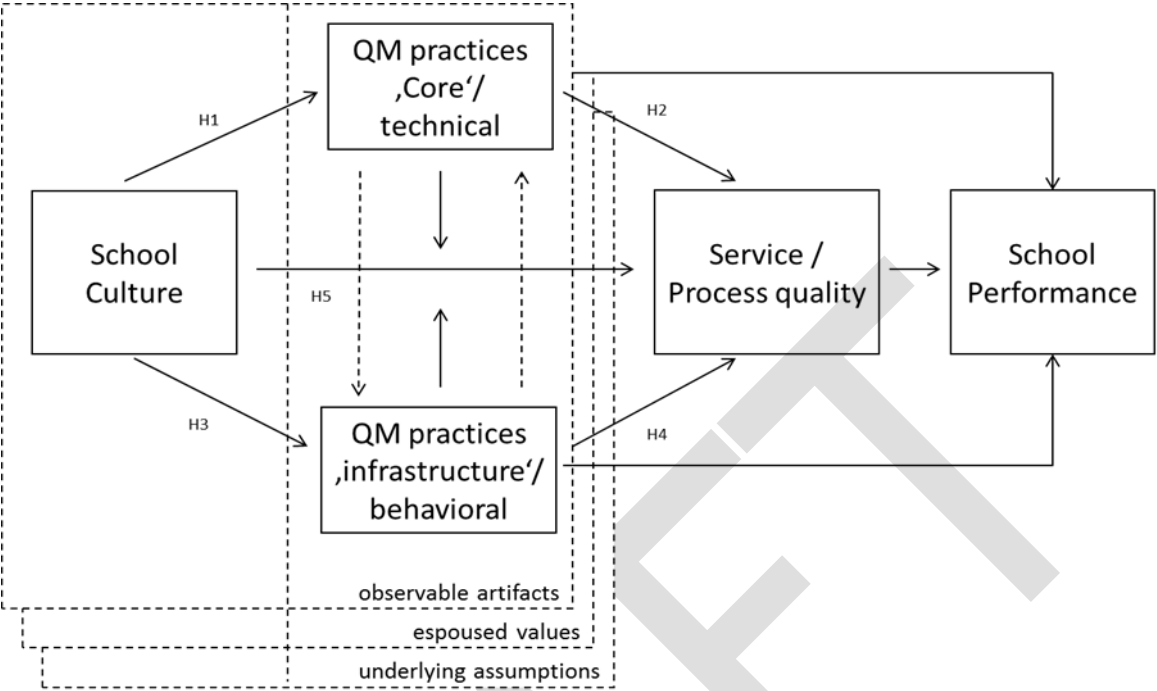 QM practices
‚Core‘/
technical
H1
H2
School
Culture
Service /
Process quality
School
Performance
H5
H3
QM practices
‚infrastructure‘/
behavioral
H4
observable artifacts
espoused values
underlying assumptions